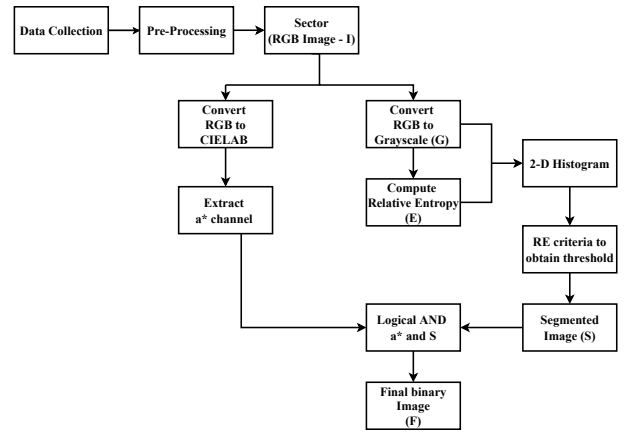 Data Collection
Pre-Processing
Sector
(RGB Image - I)
Convert
RGB to
CIELAB
Convert
RGB to
Grayscale (G)
2-D Histogram
Extract
a* channel
Compute
Relative Entropy
(E)
RE criteria to
obtain threshold
Logical AND
a* and S
Segmented
Image (S)
Final binary
Image
(F)